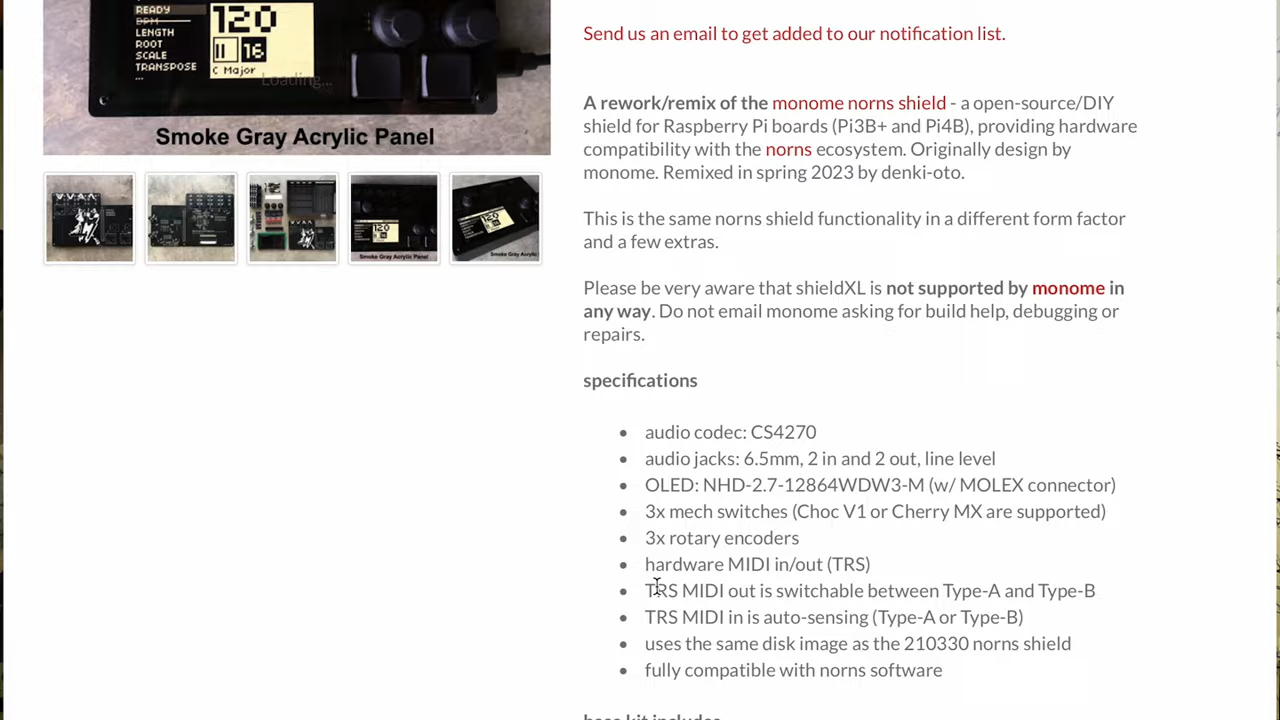 READY
BPM
LENGTH
ROOT
SCALE
TRANSPOSE
...
120
16
C Major
Loading...
Smoke Gray Acrylic Panel
120
Smoke Gray Acrylic Panel
120
Smoke Gray Acrylic
Send us an email to get added to our notification list.
A rework/remix of the monome norns shield - a open-source/DIY
shield for Raspberry Pi boards (Pi3B+ and Pi4B), providing hardware
compatibility with the norns ecosystem. Originally design by
monome. Remixed in spring 2023 by denki-oto.
This is the same norns shield functionality in a different form factor
and a few extras.
Please be very aware that shieldXL is not supported by monome in
any way. Do not email monome asking for build help, debugging or
repairs.
specifications
• audio codec: CS4270
• audio jacks: 6.5mm, 2 in and 2 out, line level
• OLED: NHD-2.7-12864WDW3-M (w/ MOLEX connector)
• 3x mech switches (Choc V1 or Cherry MX are supported)
• 3x rotary encoders
• hardware MIDI in/out (TRS)
• TRS MIDI out is switchable between Type-A and Type-B
• TRS MIDI in is auto-sensing (Type-A or Type-B)
• uses the same disk image as the 210330 norns shield
• fully compatible with norns software
base kit includes